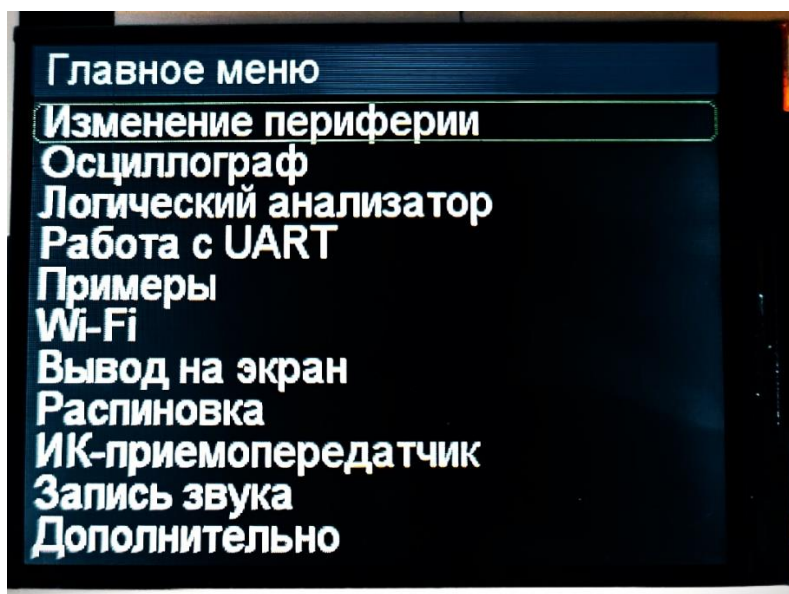 Главное меню
Изменение периферии
Осциллограф
Логический анализатор
Работа с UART
Примеры
Wi-Fi
Вывод на экран
Распиновка
ИК-приемопередатчик
Запись звука
Дополнительно